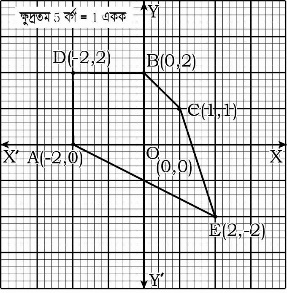 ক্ষুদ্রতম 5 বর্গ = 1 একক
Y
D(-2,2)
B(0,2)
C(1,1)
X′
A(-2,0)
O
X
(0,0)
E(2,-2)
Y′